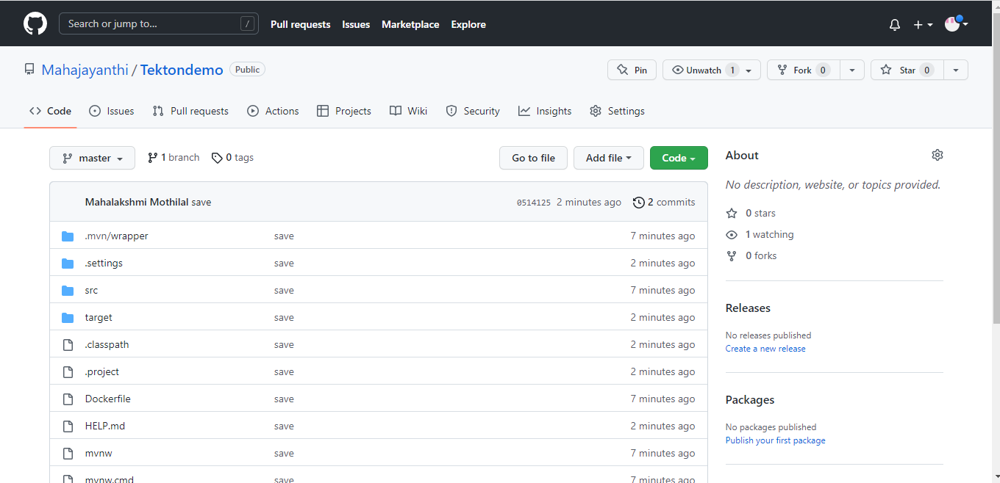 Search or jump to... /
Pull requests Issues Marketplace Explore
Mahajayanthi / Tektondemo Public
Pin Unwatch 1 Fork 0 Star 0
Code Issues Pull requests Actions Projects Wiki Security Insights Settings
master 1 branch 0 tags Go to file Add file Code
Mahalakshmi Mothilal save 0514125 2 minutes ago 2 commits
.mvn/wrapper save 7 minutes ago
.settings save 2 minutes ago
src save 7 minutes ago
target save 2 minutes ago
.classpath save 2 minutes ago
.project save 2 minutes ago
Dockerfile save 7 minutes ago
HELP.md save 2 minutes ago
mvnw save 7 minutes ago
mvnw.cmd save 7 minutes ago
About
No description, website, or topics provided.
0 stars
1 watching
0 forks
Releases
No releases published
Create a new release
Packages
No packages published
Publish your first package